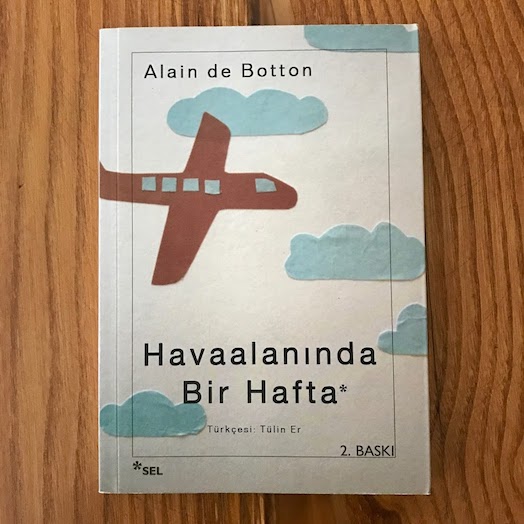 Alain de Botton
Havaalanında
Bir Hafta*
Türkçesi: Tülin Er
2. BASKI
*SEL